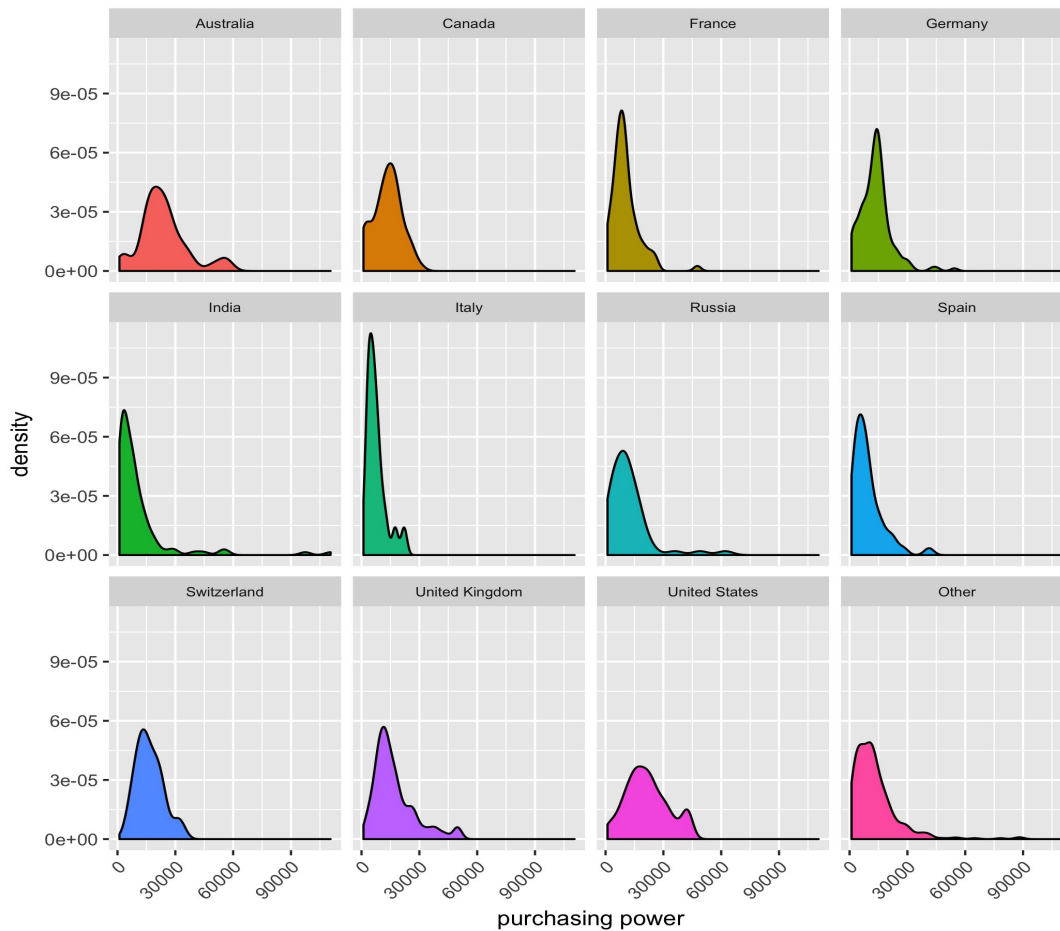 Australia Canada France Germany
9e-05
6e-05
3e-05
0e+00
India Italy Russia Spain
9e-05
6e-05
3e-05
0e+00
density
Switzerland United Kingdom United States Other
9e-05
6e-05
3e-05
0e+00
0 30000 60000 90000 0 30000 60000 90000 0 30000 60000 90000 0 30000 60000 90000
purchasing power